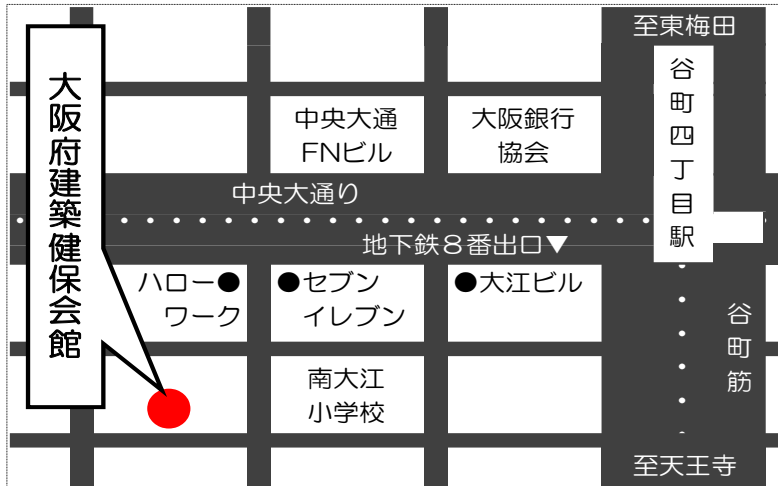 至東梅田
谷町四丁目駅
大阪府建築健保会館
中央大通
FNビル
大阪銀行
協会
中央大通り
地下鉄8番出口▼
ハロー●
ワーク
●セブン
イレブン
●大江ビル
谷町筋
南大江
小学校
至天王寺